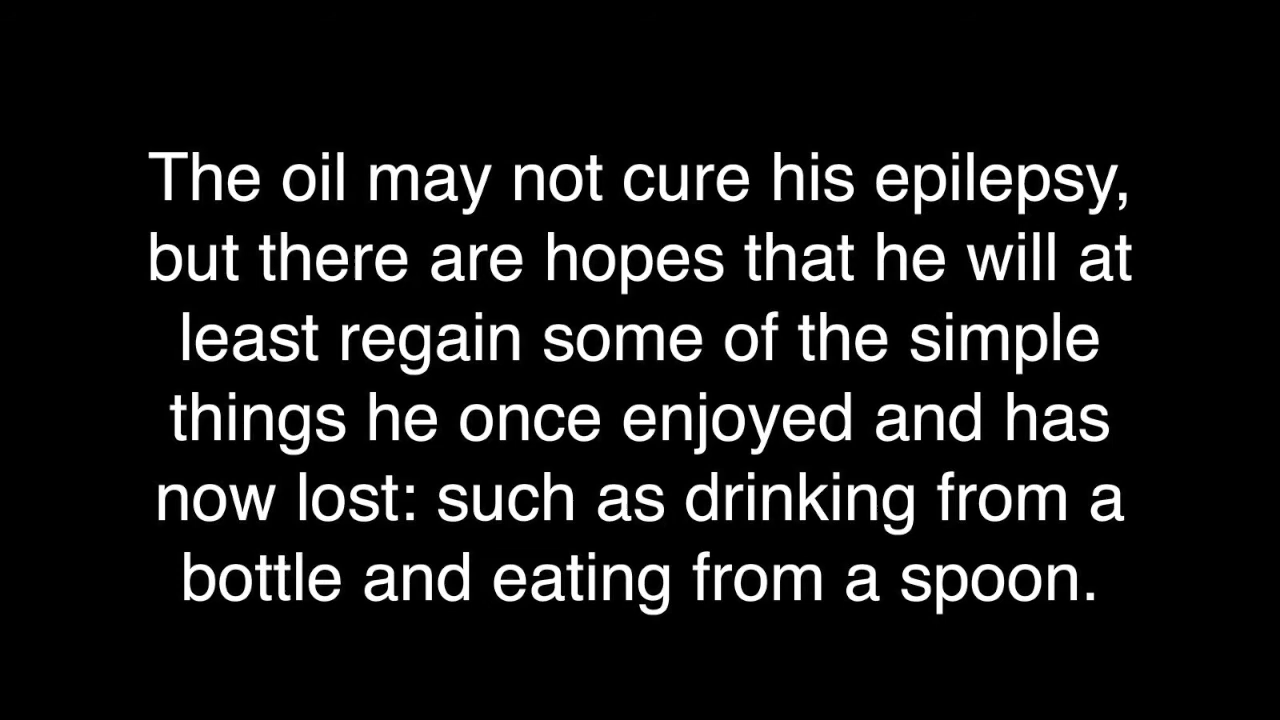 The oil may not cure his epilepsy,
but there are hopes that he will at
least regain some of the simple
things he once enjoyed and has
now lost: such as drinking from a
bottle and eating from a spoon.